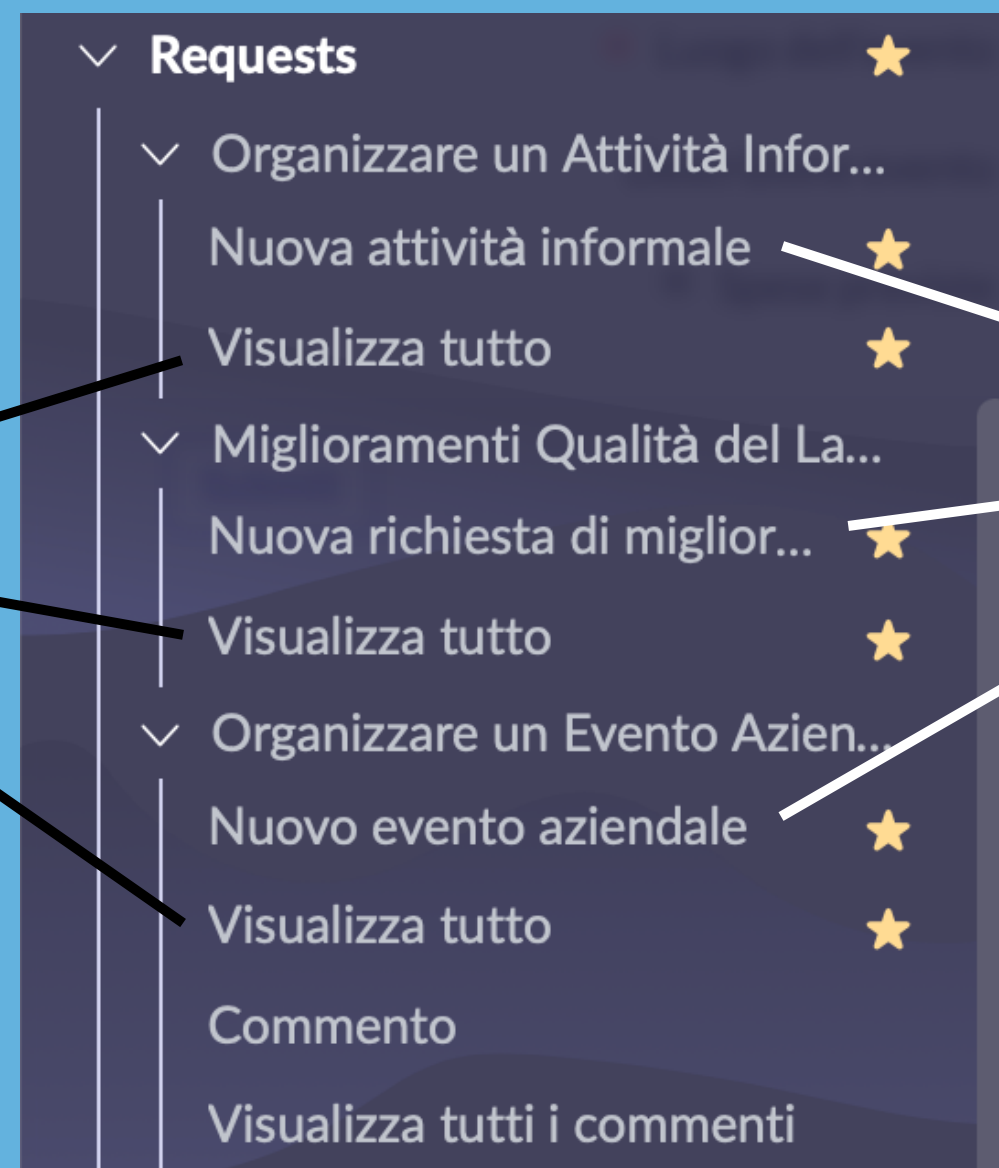 Requests
Organizzare un Attività Infor...
Nuova attività informale
Visualizza tutto
Miglioramenti Qualità del La...
Nuova richiesta di miglior...
Visualizza tutto
Organizzare un Evento Azien...
Nuovo evento aziendale
Visualizza tutto
Commento
Visualizza tutti i commenti